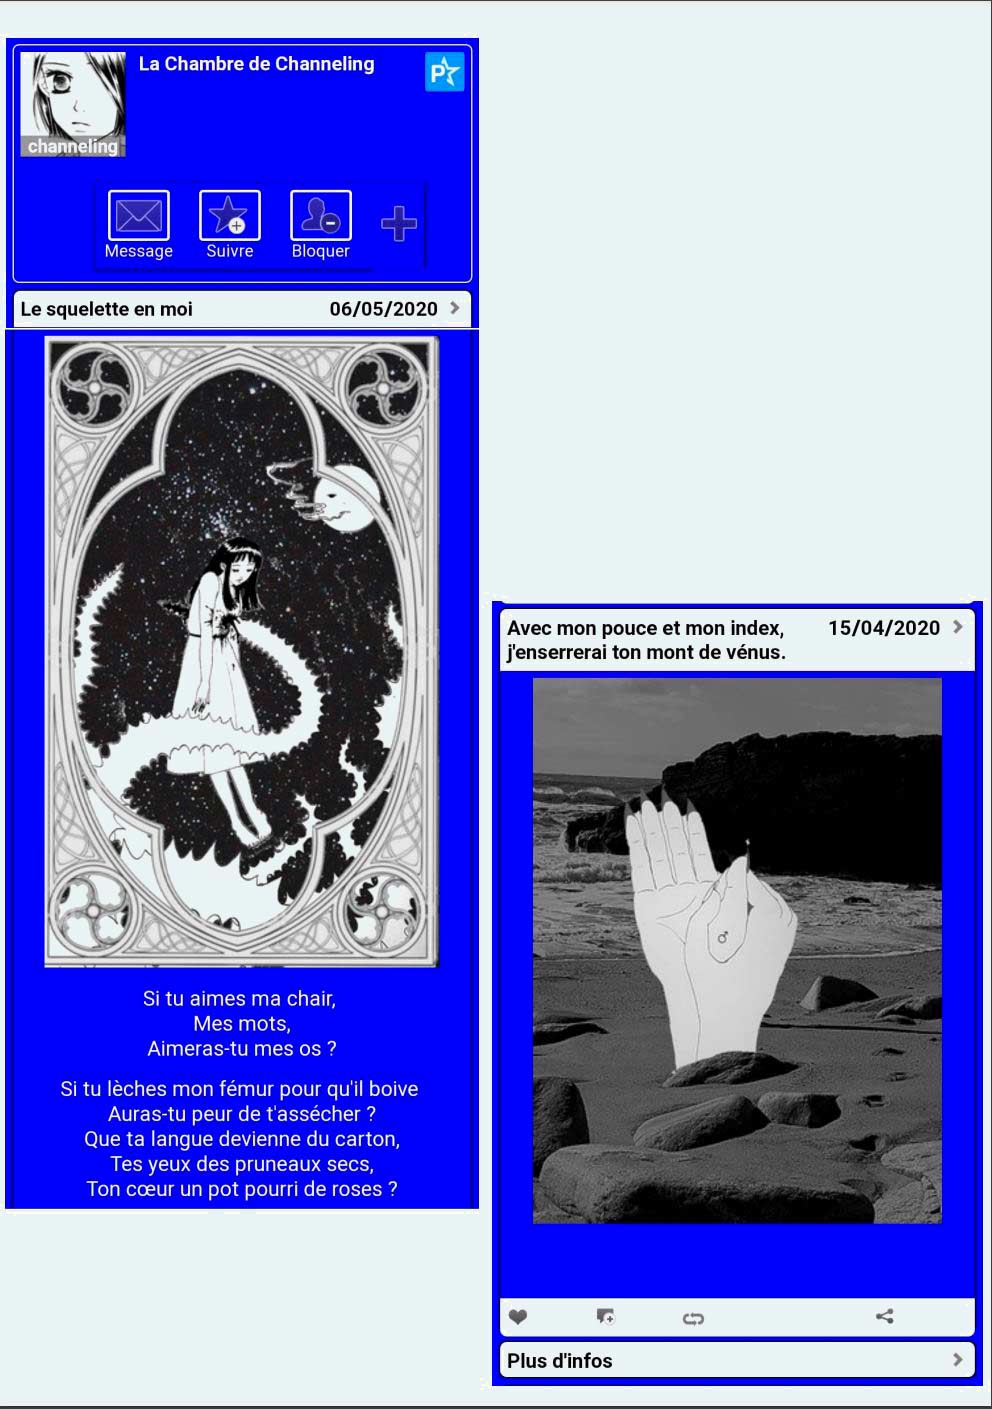 La Chambre de Channeling
P
channeling
Message
Suivre
Bloquer
Le squelette en moi
06/05/2020
Si tu aimes ma chair,
Mes mots,
Aimeras-tu mes os ?
Si tu lèches mon fémur pour qu'il boive
Auras-tu peur de t'assécher ?
Que ta langue devienne du carton,
Tes yeux des pruneaux secs,
Ton cœur un pot pourri de roses ?
Avec mon pouce et mon index,
j'enserrerai ton mont de vénus.
15/04/2020
♂
Plus d'infos